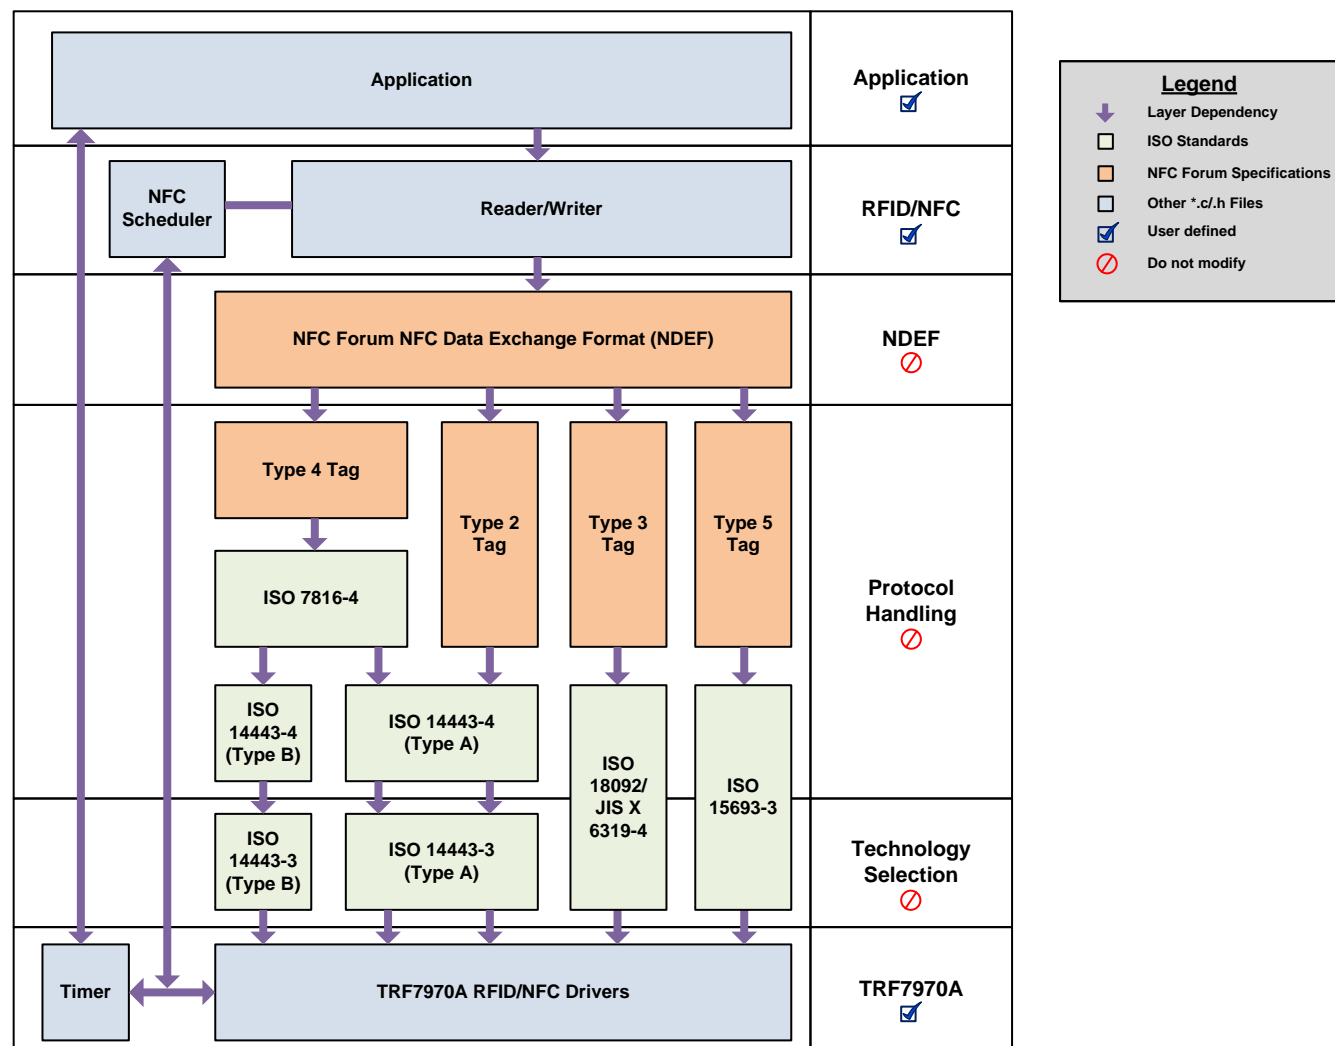 Application
Application
NFC
Scheduler
Reader/Writer
RFID/NFC
NFC Forum NFC Data Exchange Format (NDEF)
NDEF
Type 4 Tag
Type 2
Tag
Type 3
Tag
Type 5
Tag
ISO 7816-4
Protocol
Handling
ISO
14443-4
(Type B)
ISO 14443-4
(Type A)
ISO
18092/
JIS X
6319-4
ISO
15693-3
ISO
14443-3
(Type B)
ISO 14443-3
(Type A)
Technology
Selection
Timer
TRF7970A RFID/NFC Drivers
TRF7970A
Legend
Layer Dependency
ISO Standards
NFC Forum Specifications
Other *.c/.h Files
User defined
Do not modify